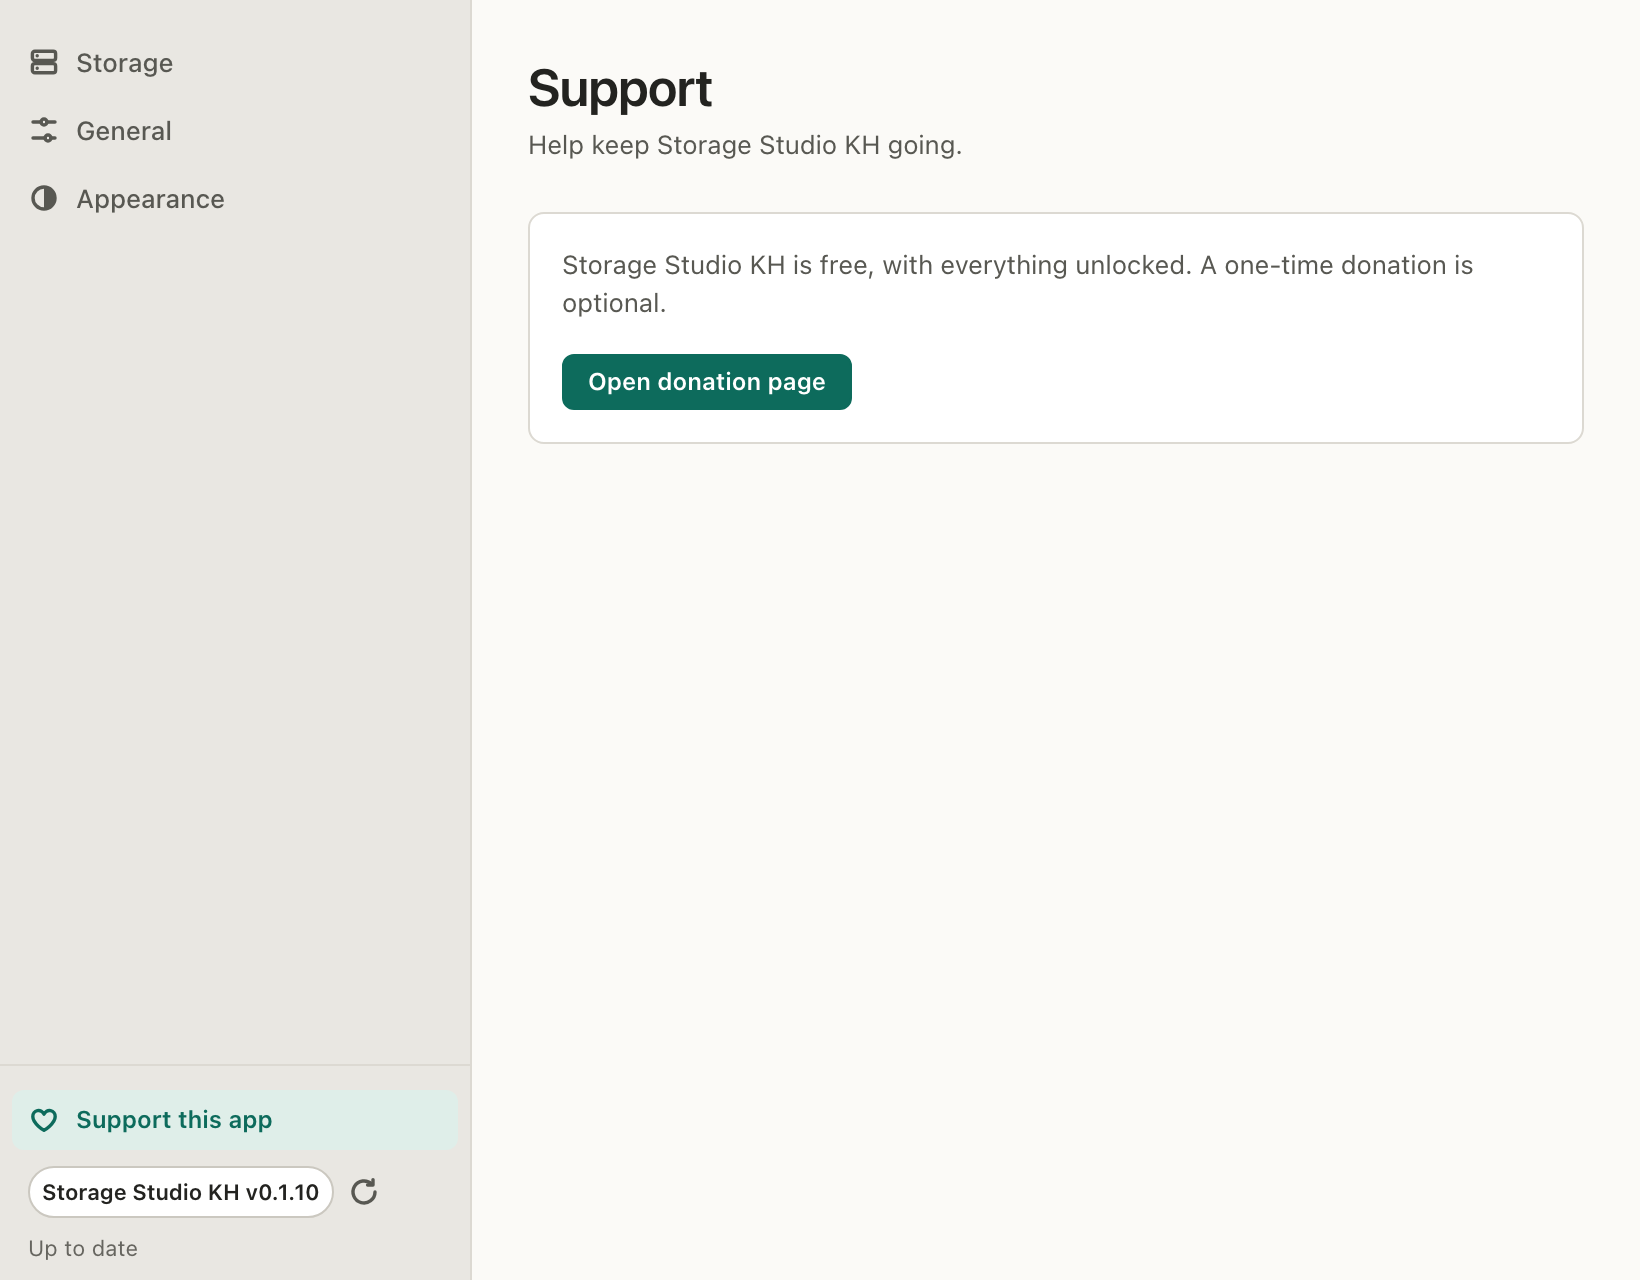 Storage
General
Appearance
Support this app
Storage Studio KH v0.1.10
Up to date
Support
Help keep Storage Studio KH going.
Storage Studio KH is free, with everything unlocked. A one-time donation is
optional.
Open donation page